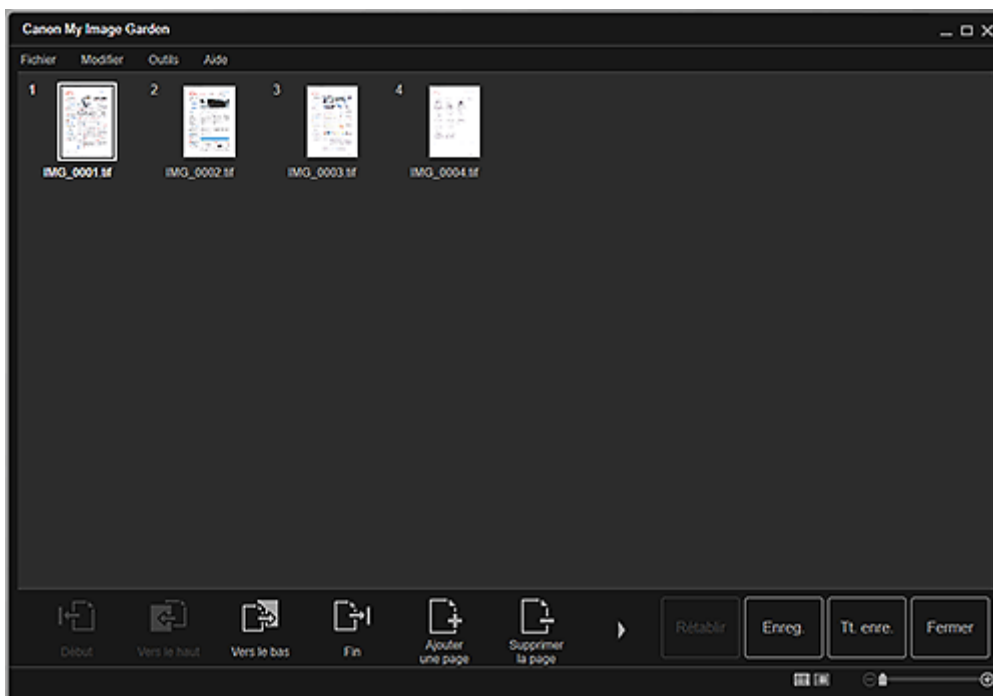 Canon My Image Garden
Fichier Modifier Outils Aide
1 2 3 4
IMG_0001.tif IMG_0002.tif IMG_0003.tif IMG_0004.tif
Début Vers le haut Vers le bas Fin Ajouter une page Supprimer la page Rétablir Enreg. Tt. enre. Fermer